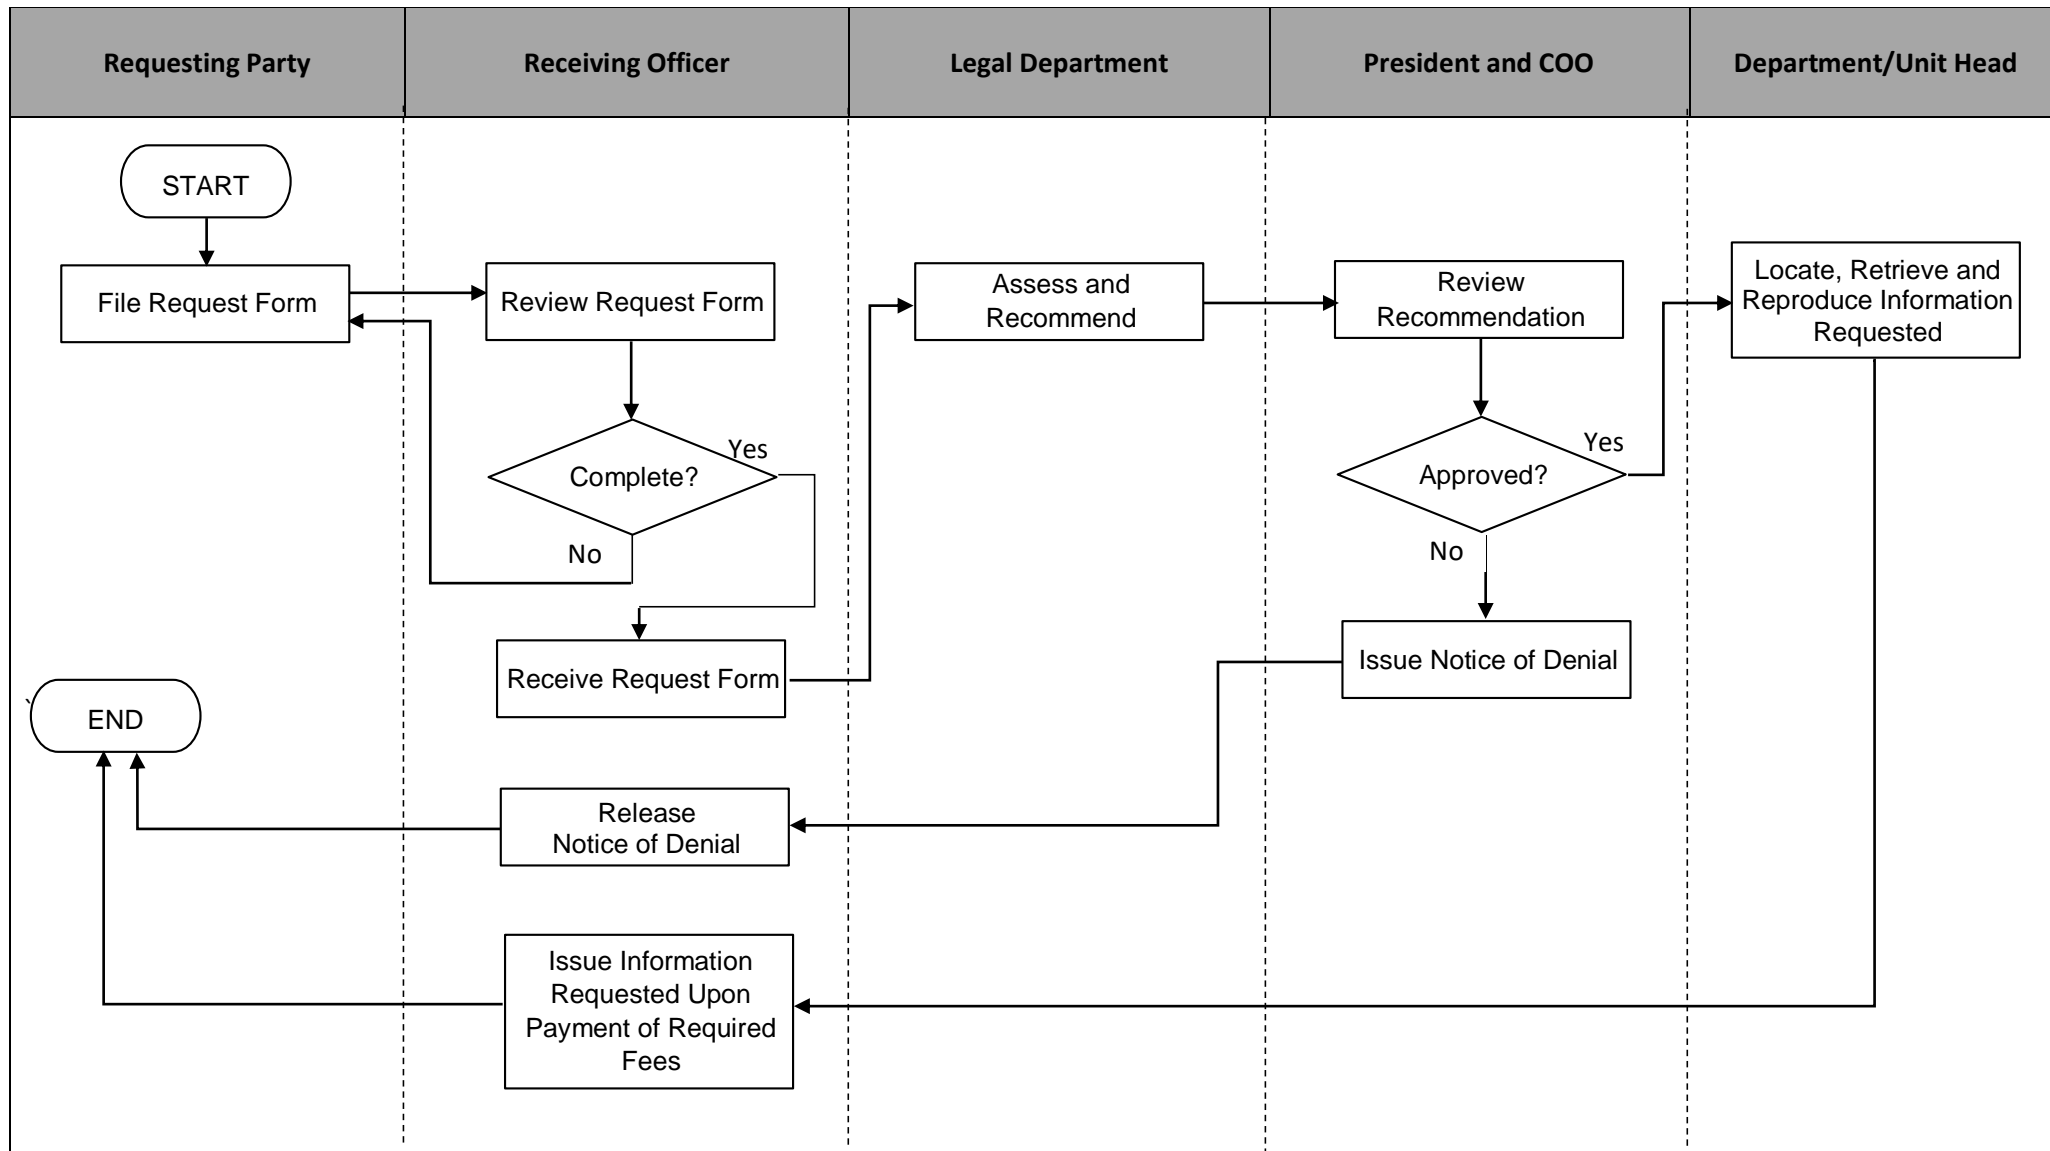 Requesting Party
Receiving Officer
Legal Department
President and COO
Department/Unit Head
START
File Request Form
Review Request Form
Assess and
Recommend
Review
Recommendation
Locate, Retrieve and
Reproduce Information
Requested
Complete?
Yes
No
Approved?
Yes
No
Receive Request Form
Issue Notice of Denial
`
END
Release
Notice of Denial
Issue Information
Requested Upon
Payment of Required
Fees